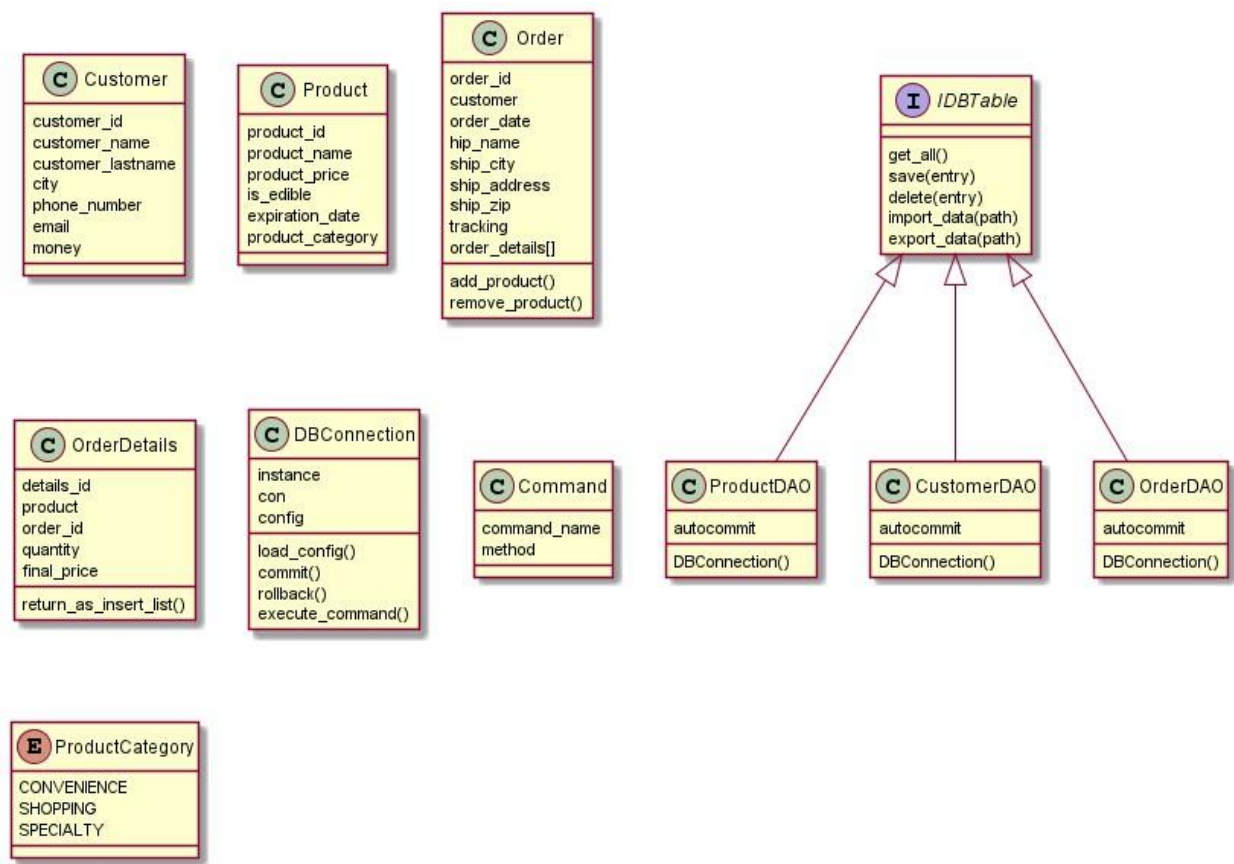 C Customer
customer_id
customer_name
customer_lastname
city
phone_number
email
money
C Product
product_id
product_name
product_price
is_edible
expiration_date
product_category
C Order
order_id
customer
order_date
hip_name
ship_city
ship_address
ship_zip
tracking
order_details[]
add_product()
remove_product()
I IDBTable
get_all()
save(entry)
delete(entry)
import_data(path)
export_data(path)
C OrderDetails
details_id
product
order_id
quantity
final_price
return_as_insert_list()
C DBConnection
instance
con
config
load_config()
commit()
rollback()
execute_command()
C Command
command_name
method
C ProductDAO
autocommit
DBConnection()
C CustomerDAO
autocommit
DBConnection()
C OrderDAO
autocommit
DBConnection()
E ProductCategory
CONVENIENCE
SHOPPING
SPECIALTY